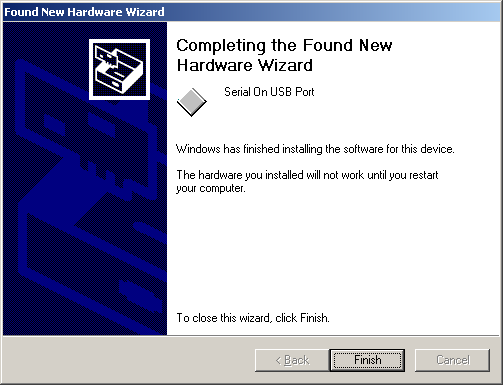 Found New Hardware Wizard
Completing the Found New
Hardware Wizard
Serial On USB Port
Windows has finished installing the software for this device.
The hardware you installed will not work until you restart
your computer.
To close this wizard, click Finish.
< Back
Finish
Cancel